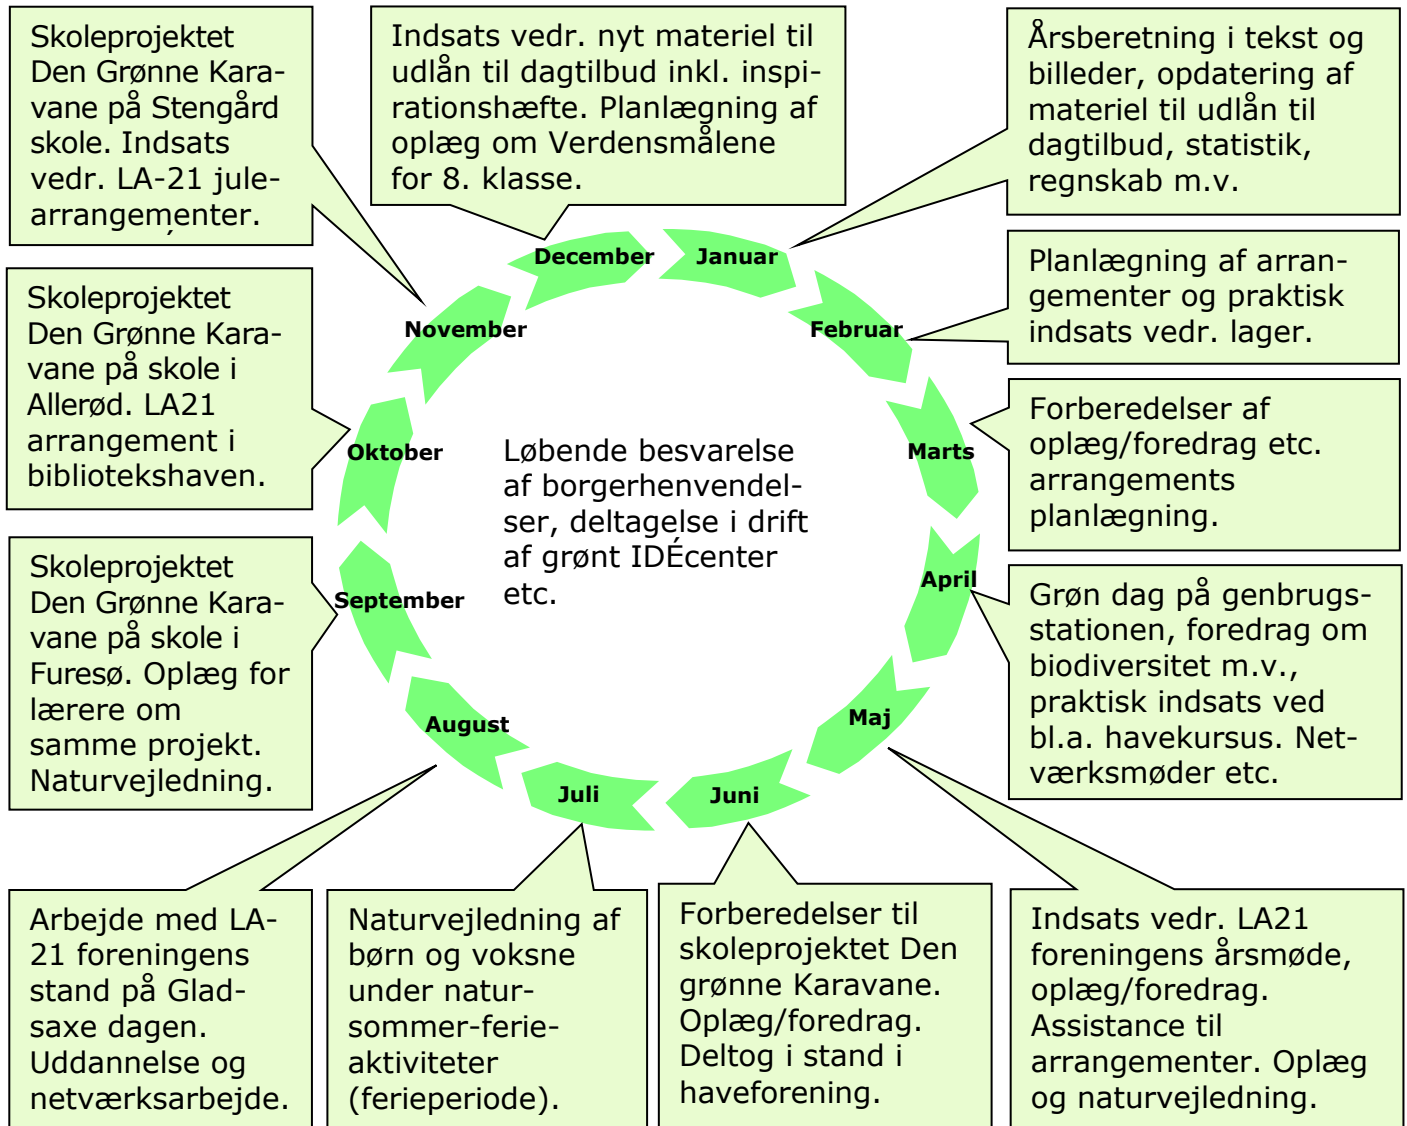 Skoleprojektet
Den Grønne Kara-
vane på Stengård
skole. Indsats
vedr. LA-21 jule-
arrangementer.
Indsats vedr. nyt materiel til
udlån til dagtilbud inkl. inspi-
rationshæfte. Planlægning af
oplæg om Verdensmålene
for 8. klasse.
Årsberetning i tekst og
billeder, opdatering af
materiel til udlån til
dagtilbud, statistik,
regnskab m.v.
December
Januar
Planlægning af arran-
gementer og praktisk
indsats vedr. lager.
Skoleprojektet
Den Grønne Kara-
vane på skole i
Allerød. LA21
arrangement i
bibliotekshaven.
November
Februar
Forberedelser af
oplæg/foredrag etc.
arrangements
planlægning.
Oktober
Marts
Løbende besvarelse
af borgerhenvendel-
ser, deltagelse i drift
af grønt IDÉcenter
etc.
Skoleprojektet
Den Grønne Kara-
vane på skole i
Furesø. Oplæg for
lærere om
samme projekt.
Naturvejledning.
September
April
Grøn dag på genbrugs-
stationen, foredrag om
biodiversitet m.v.,
praktisk indsats ved
bl.a. havekursus. Net-
værksmøder etc.
August
Maj
Juli
Juni
Arbejde med LA-
21 foreningens
stand på Glad-
saxe dagen.
Uddannelse og
netværksarbejde.
Naturvejledning af
børn og voksne
under natur-
sommer-ferie-
aktiviteter
(ferieperiode).
Forberedelser til
skoleprojektet Den
grønne Karavane.
Oplæg/foredrag.
Deltog i stand i
haveforening.
Indsats vedr. LA21
foreningens årsmøde,
oplæg/foredrag.
Assistance til
arrangementer. Oplæg
og naturvejledning.